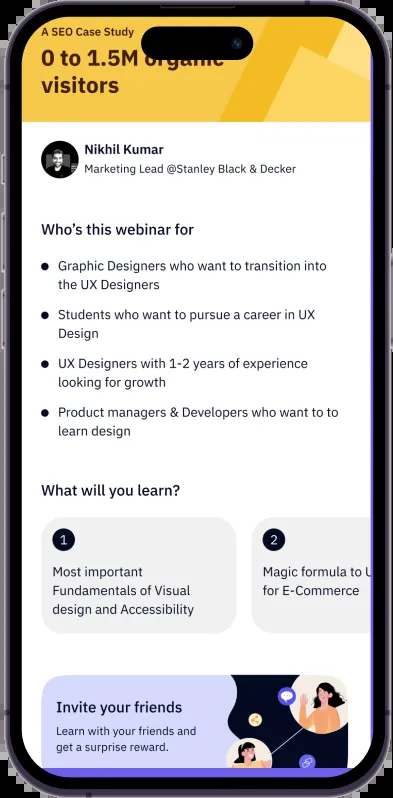 A SEO Case Study
0 to 1.5M organic
visitors
Nikhil Kumar
Marketing Lead @Stanley Black & Decker
Who's this webinar for
Graphic Designers who want to transition into
the UX Designers
Students who want to pursue a career in UX
Design
UX Designers with 1-2 years of experience
looking for growth
Product managers & Developers who want to to
learn design
What will you learn?
1
Most important
Fundamentals of Visual
design and Accessibility
2
Magic formula to
for E-Commerce
Invite your friends
Learn with your friends and
get a surprise reward.